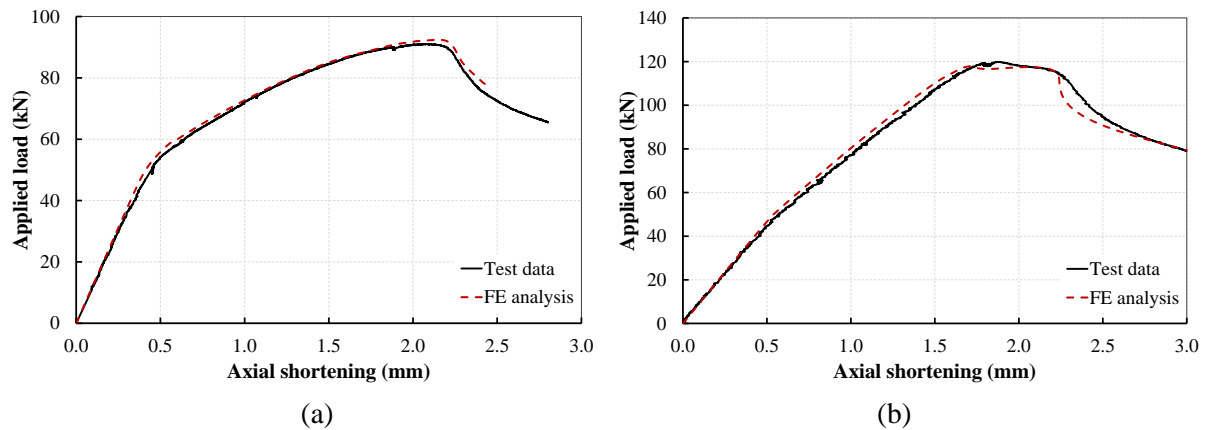 100
80
60
40
20
0
0.0 0.5 1.0 1.5 2.0 2.5 3.0
Applied load (kN)
Axial shortening (mm)
Test data
FE analysis
(a)
140
120
100
80
60
40
20
0
0.0 0.5 1.0 1.5 2.0 2.5 3.0
Applied load (kN)
Axial shortening (mm)
Test data
FE analysis
(b)